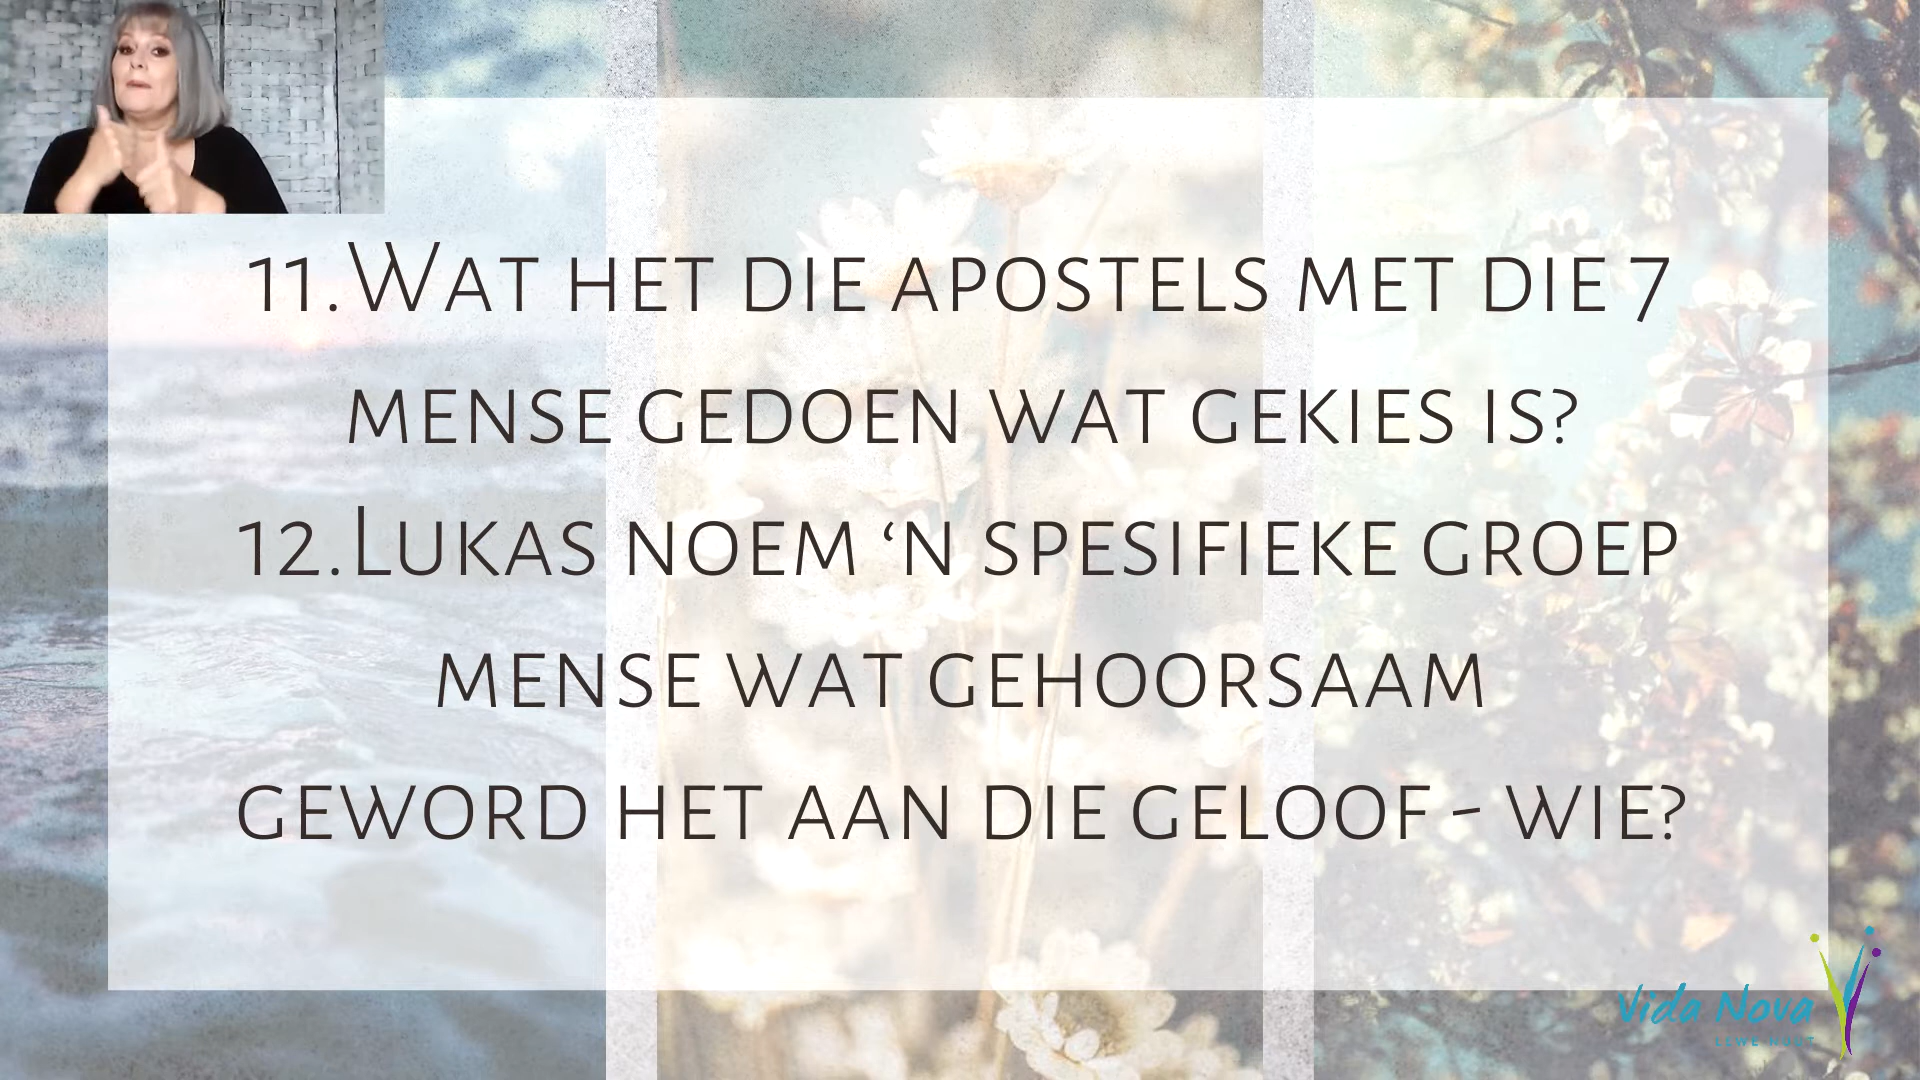 11. Wat het die apostels met die 7
mense gedoen wat gekies is?
12. Lukas noem ‘n spesifieke groep
mense wat gehoorsaam
geword het aan die geloof - wie?
Vida Nova